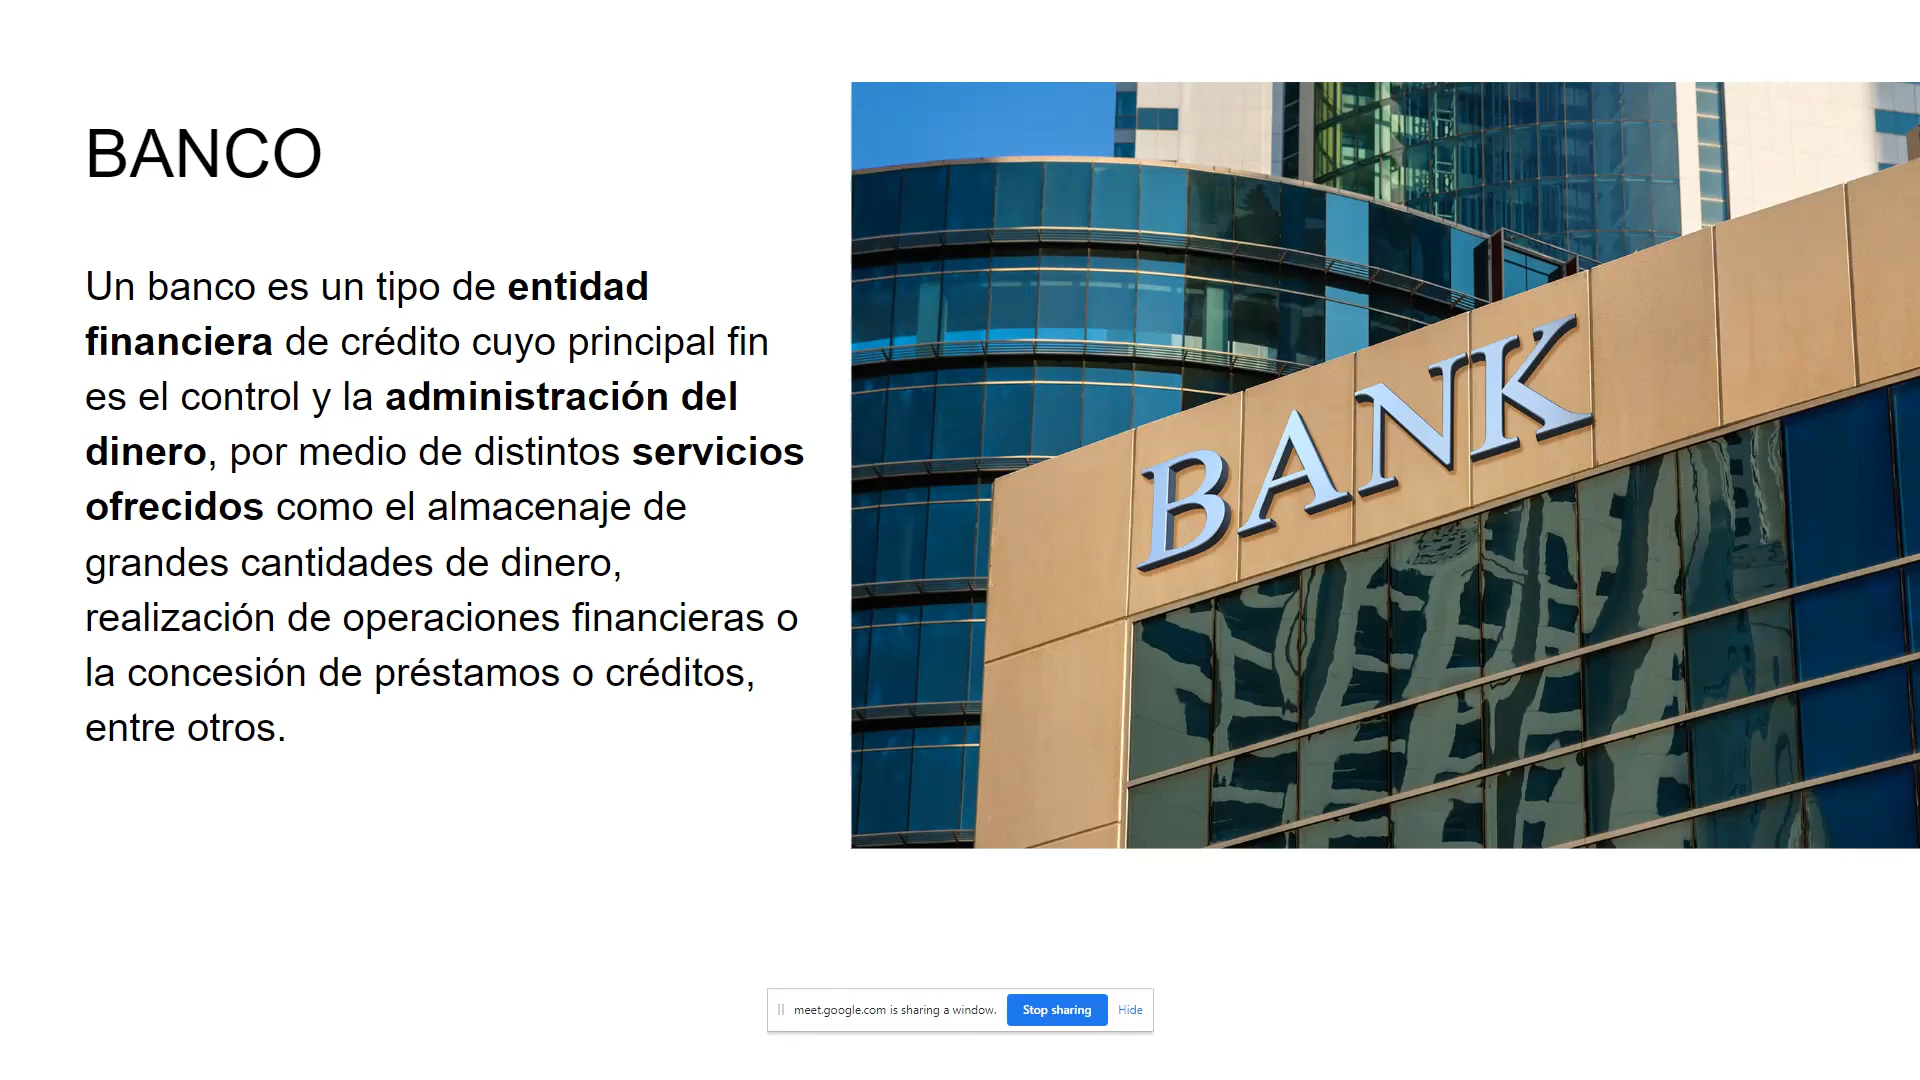 BANCO
Un banco es un tipo de entidad
financiera de crédito cuyo principal fin
es el control y la administración del
dinero, por medio de distintos servicios
ofrecidos como el almacenaje de
grandes cantidades de dinero,
realización de operaciones financieras o
la concesión de préstamos o créditos,
entre otros.
BANK
meet.google.com is sharing a window. Stop sharing Hide